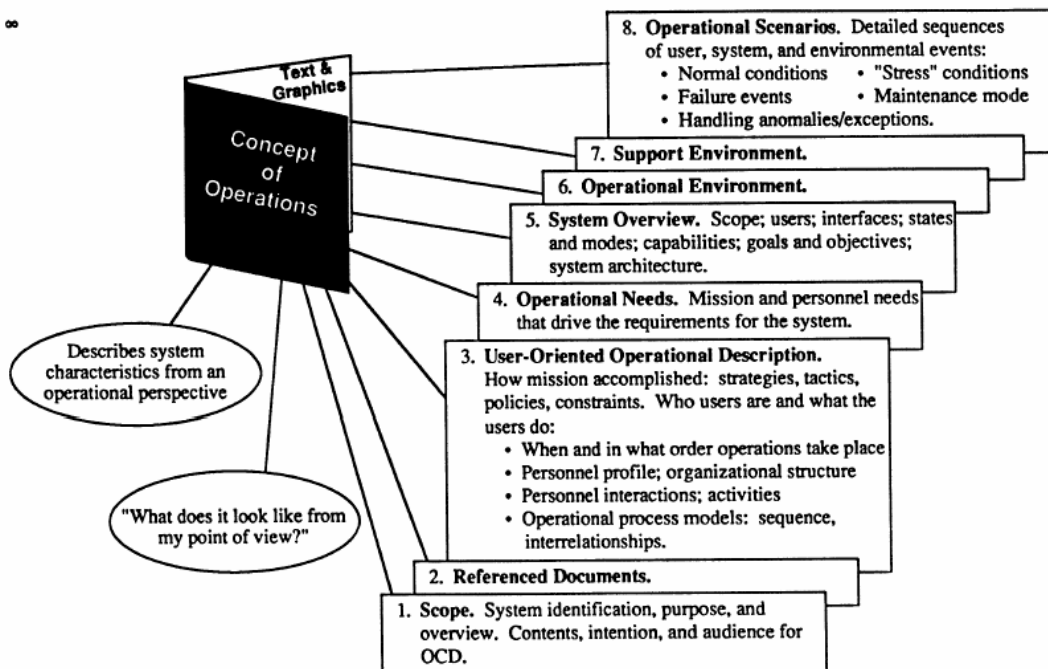 ∞
Text &
Graphics
Concept
of
Operations
8. Operational Scenarios. Detailed sequences
of user, system, and environmental events:
• Normal conditions • "Stress" conditions
• Failure events • Maintenance mode
• Handling anomalies/exceptions.
7. Support Environment.
6. Operational Environment.
5. System Overview. Scope; users; interfaces; states
and modes; capabilities; goals and objectives;
system architecture.
4. Operational Needs. Mission and personnel needs
that drive the requirements for the system.
3. User-Oriented Operational Description.
How mission accomplished: strategies, tactics,
policies, constraints. Who users are and what the
users do:
• When and in what order operations take place
• Personnel profile; organizational structure
• Personnel interactions; activities
• Operational process models: sequence,
interrelationships.
2. Referenced Documents.
1. Scope. System identification, purpose, and
overview. Contents, intention, and audience for
OCD.
Describes system
characteristics from an
operational perspective
"What does it look like from
my point of view?"